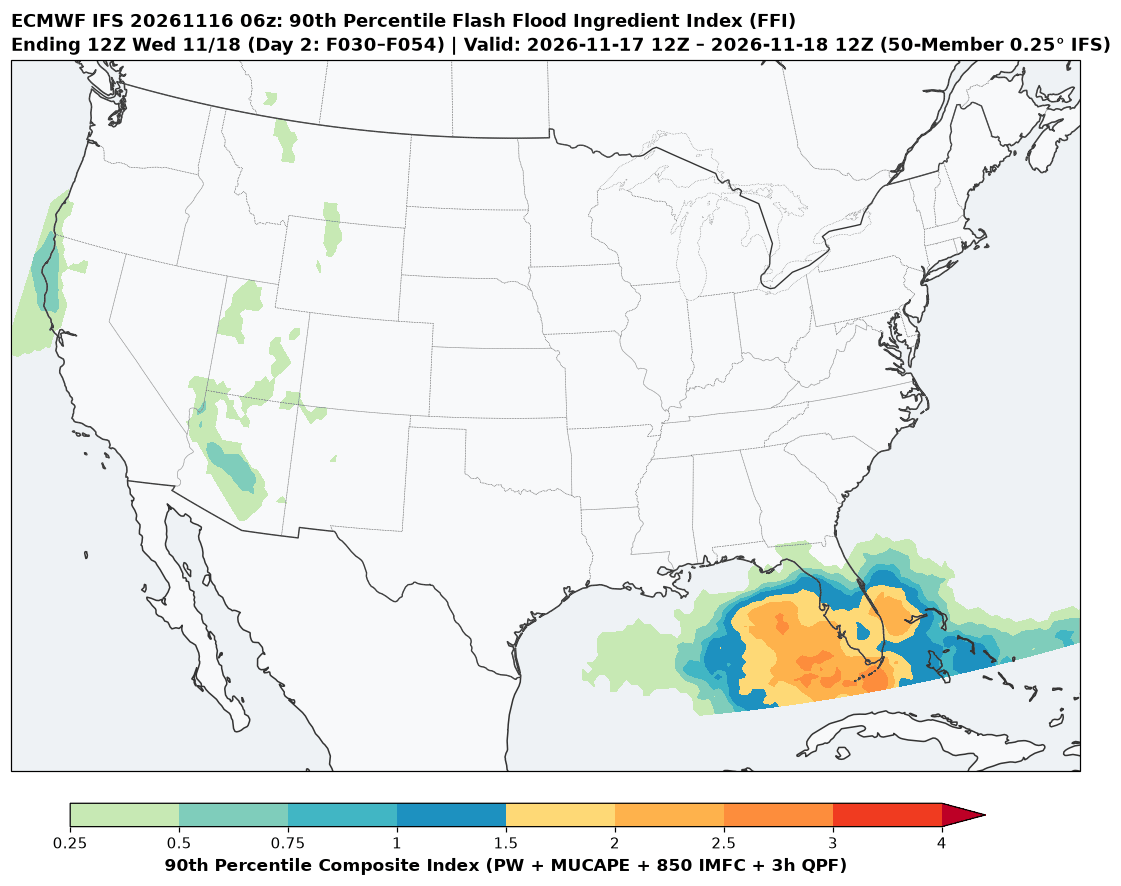 ECMWF IFS 20261116 06z: 90th Percentile Flash Flood Ingredient Index (FFI)
Ending 12Z Wed 11/18 (Day 2: F030–F054) | Valid: 2026-11-17 12Z – 2026-11-18 12Z (50-Member 0.25° IFS)
0.25 0.5 0.75 1 1.5 2 2.5 3 4
90th Percentile Composite Index (PW + MUCAPE + 850 IMFC + 3h QPF)